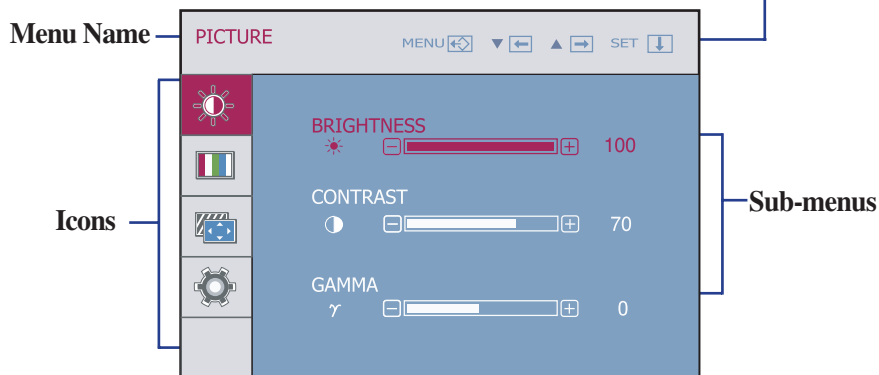 Menu Name
PICTURE
MENU ▼ ▲ SET
BRIGHTNESS
100
CONTRAST
70
GAMMA
γ 0
Icons
Sub-menus